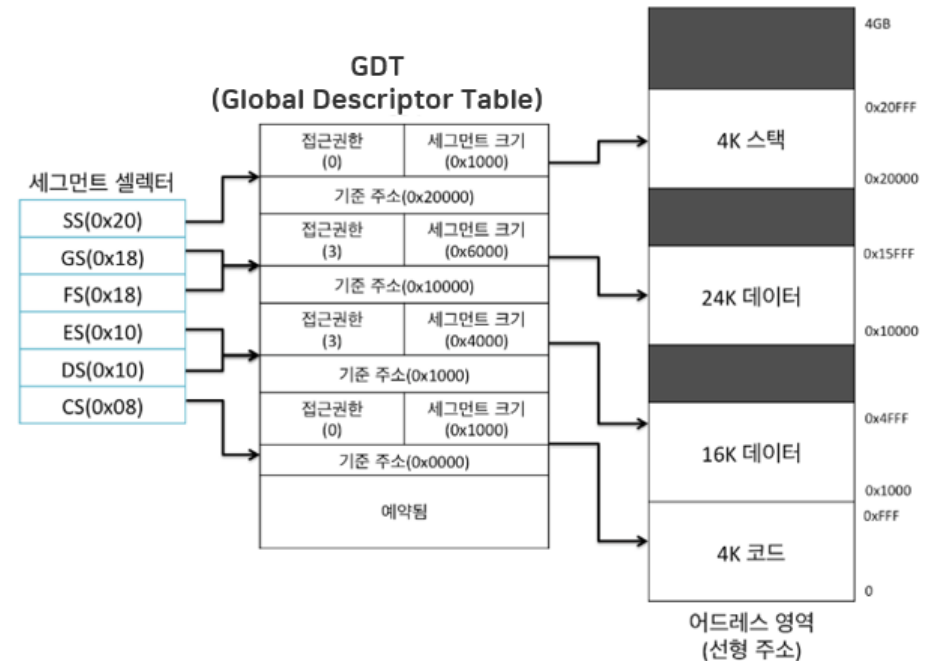 GDT
(Global Descriptor Table)
세그먼트 셀렉터
SS(0x20)
GS(0x18)
FS(0x18)
ES(0x10)
DS(0x10)
CS(0x08)
접근권한
(0)
세그먼트 크기
(0x1000)
기준 주소(0x20000)
접근권한
(3)
세그먼트 크기
(0x6000)
기준 주소(0x10000)
접근권한
(3)
세그먼트 크기
(0x4000)
기준 주소(0x1000)
접근권한
(0)
세그먼트 크기
(0x1000)
기준 주소(0x0000)
예약됨
4GB
0x20FFF
4K 스택
0x20000
0x15FFF
24K 데이터
0x10000
0x4FFF
16K 데이터
0x1000
0xFFF
4K 코드
0
어드레스 영역
(선형 주소)